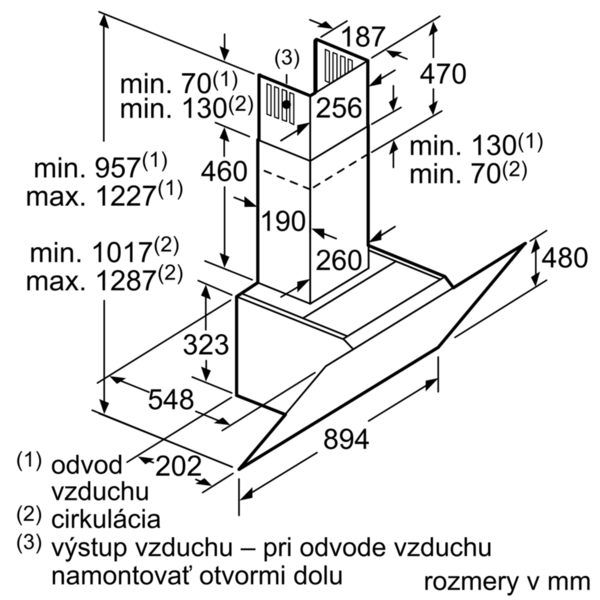 187
(3)
470
min. 70(1)
min. 130(2)
256
min. 130(1)
min. 70(2)
min. 957(1)
max. 1227(1)
460
190
min. 1017(2)
max. 1287(2)
260
480
323
548
894
202
(1) odvod
vzduchu
(2) cirkulácia
(3) výstup vzduchu – pri odvode vzduchu
namontovať otvormi dolu
rozmery v mm